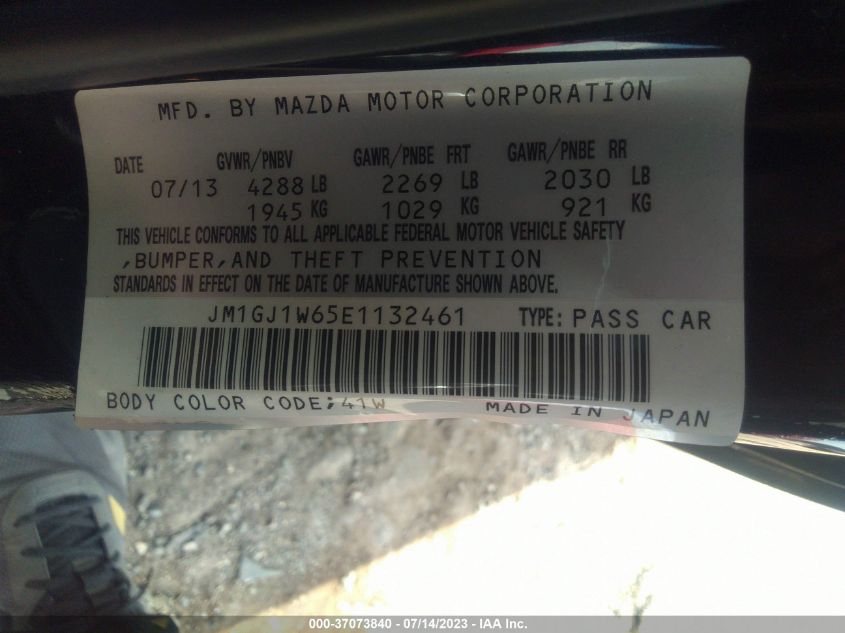 MFD. BY MAZDA MOTOR CORPORATION
DATE GVWR/PNBV GAWR/PNBE FRT GAWR/PNBE RR
07/13 4288 LB 2269 LB 2030 LB
1945 KG 1029 KG 921 KG
THIS VEHICLE CONFORMS TO ALL APPLICABLE FEDERAL MOTOR VEHICLE SAFETY
,BUMPER,AND THEFT PREVENTION
STANDARDS IN EFFECT ON THE DATE OF MANUFACTURE SHOWN ABOVE.
JM1GJ1W65E1132461 TYPE: PASS CAR
BODY COLOR CODE;41W MADE IN JAPAN
000-37073840 - 07/14/2023 - IAA Inc.